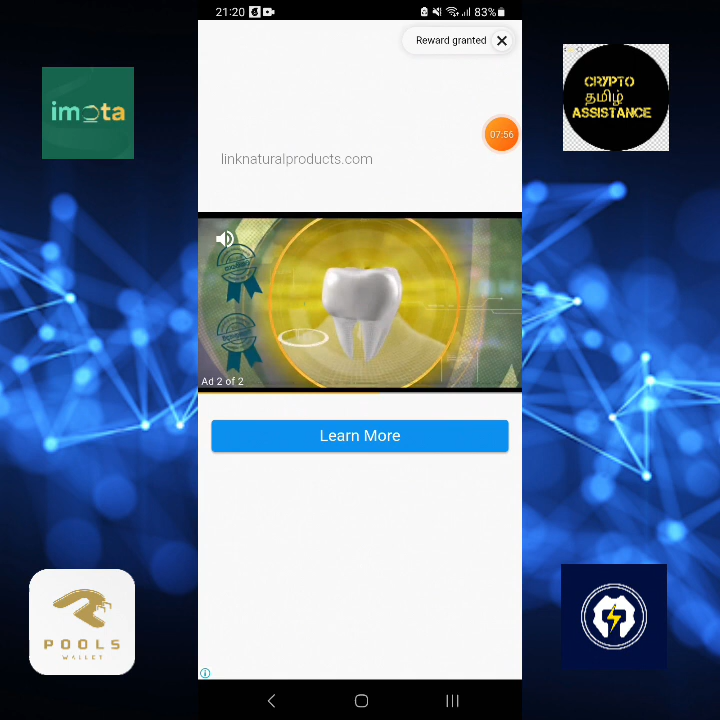 21:20
83%
Reward granted
imota
CRYPTO
தமிழ்
ASSISTANCE
07:56
linknaturalproducts.com
Ad 2 of 2
Learn More
POOLS
WALLET